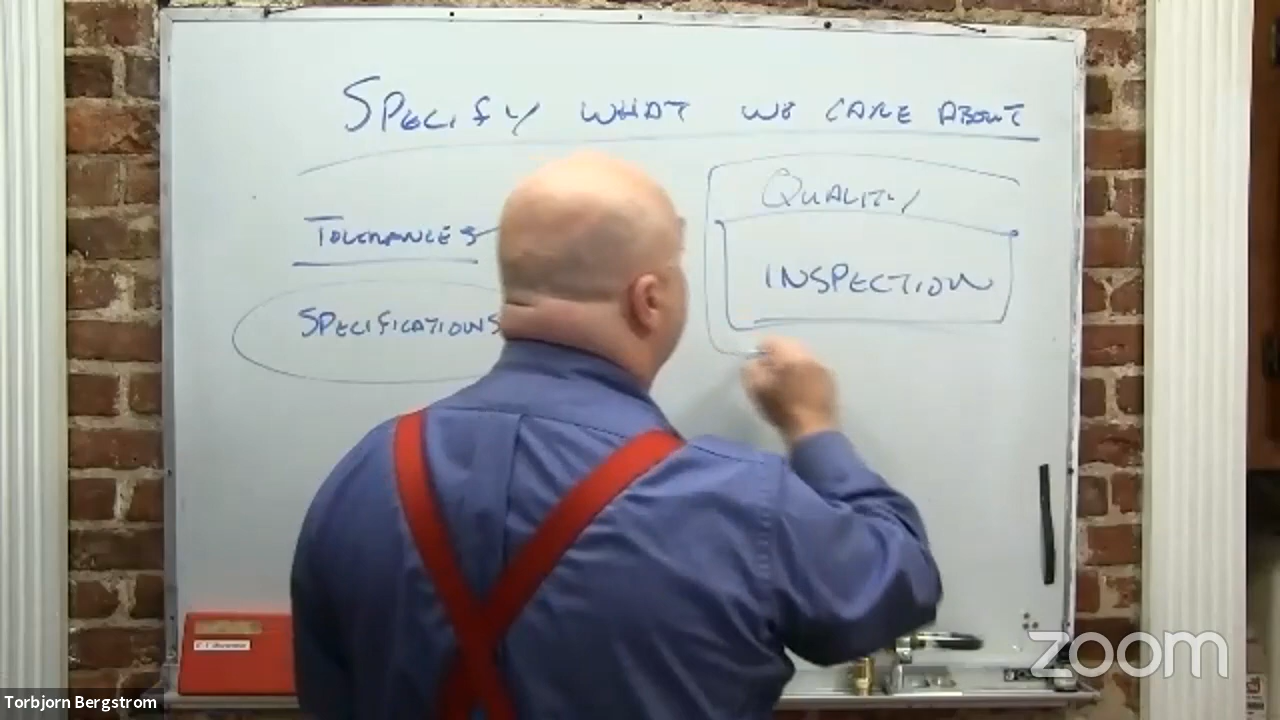 SPECIFY WHAT WE CARE ABOUT
TOLERANCES
QUALITY
INSPECTION
SPECIFICATIONS
zoom
Torbjorn Bergstrom